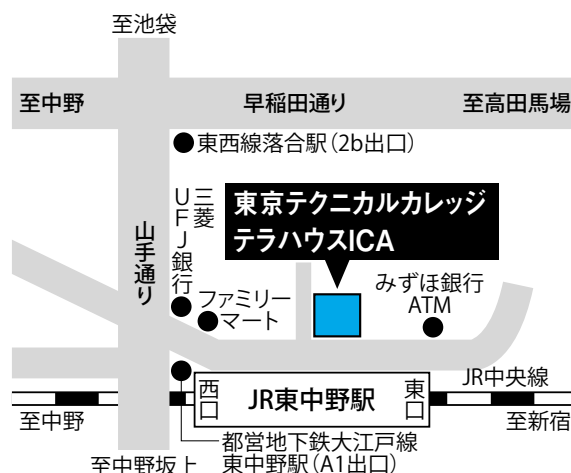 至池袋
至中野
早稲田通り
至高田馬場
東西線落合駅(2b出口)
山手通り
三菱
UFJ銀行
東京テクニカルカレッジ
テラハウスICA
ファミリー
マート
みずほ銀行
ATM
JR中央線
西口
JR東中野駅
東口
至中野
至新宿
都営地下鉄大江戸線
東中野駅(A1出口)
至中野坂上